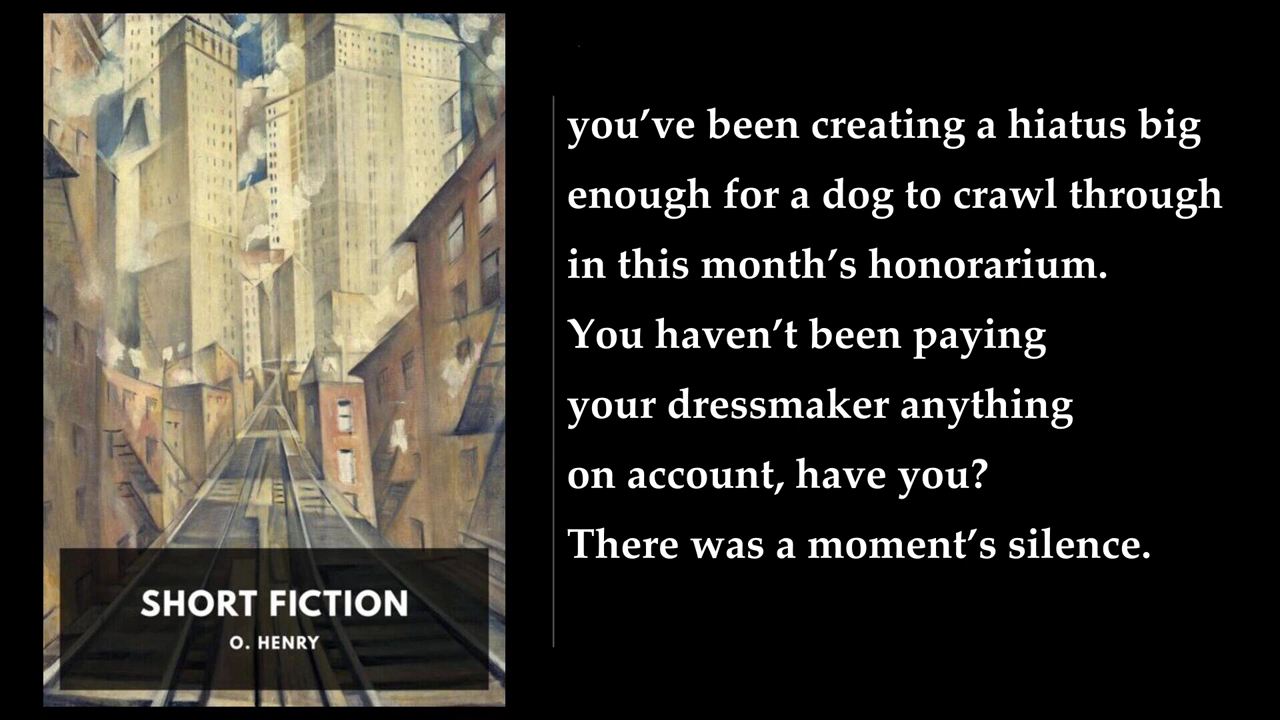 SHORT FICTION
O. HENRY
you’ve been creating a hiatus big
enough for a dog to crawl through
in this month’s honorarium.
You haven’t been paying
your dressmaker anything
on account, have you?
There was a moment’s silence.